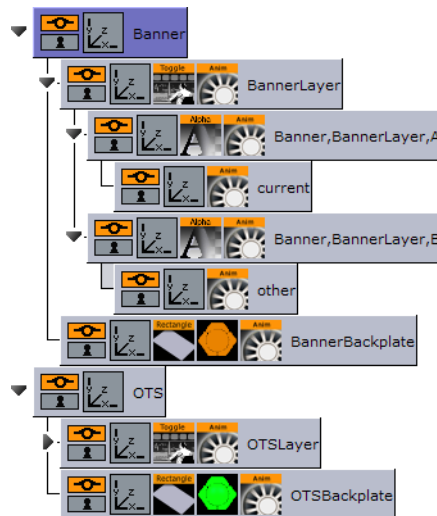 Banner
Toggle Anim BannerLayer
Alpha Anim Banner,BannerLayer,A
Anim current
Alpha Anim Banner,BannerLayer,B
Anim other
Rectangle Anim BannerBackplate
OTS
Toggle Anim OTSLayer
Rectangle Anim OTSBackplate